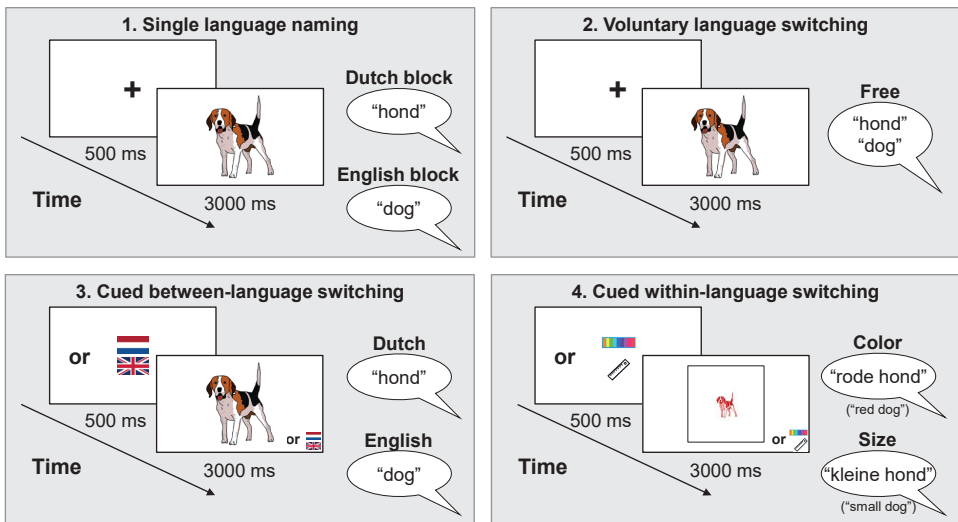 1. Single language naming
+
Dutch block
“hond”
500 ms
English block
“dog”
Time
3000 ms
2. Voluntary language switching
+
Free
“hond”
“dog”
500 ms
Time
3000 ms
3. Cued between-language switching
or
Dutch
“hond”
or
500 ms
English
“dog”
Time
3000 ms
4. Cued within-language switching
or
Color
“rode hond”
(“red dog”)
or
500 ms
Size
“kleine hond”
(“small dog”)
Time
3000 ms